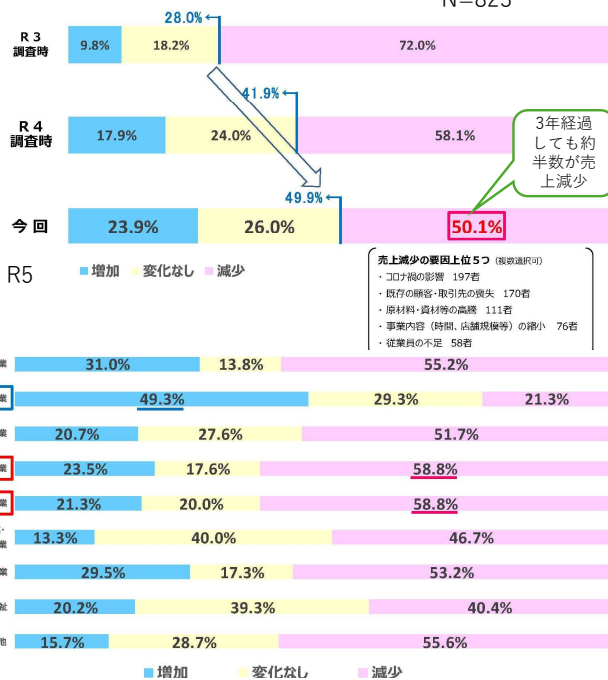 N=825
28.0%
R3
調査時
9.8%
18.2%
72.0%
41.9%
R4
調査時
17.9%
24.0%
58.1%
3年経過
しても約
半数が売
上減少
49.9%
今回
23.9%
26.0%
50.1%
R5
増加
変化なし
減少
売上減少の要因上位5つ（複数選択可）
・コロナ禍の影響 197者
・既存の顧客・取引先の喪失 170者
・原材料・資材等の高騰 111者
・事業内容（時間、店舗規模等）の縮小 76者
・従業員の不足 58者
業
31.0%
13.8%
55.2%
業
49.3%
29.3%
21.3%
業
20.7%
27.6%
51.7%
業
23.5%
17.6%
58.8%
業
21.3%
20.0%
58.8%
業
13.3%
40.0%
46.7%
業
29.5%
17.3%
53.2%
祉
20.2%
39.3%
40.4%
他
15.7%
28.7%
55.6%
増加
変化なし
減少